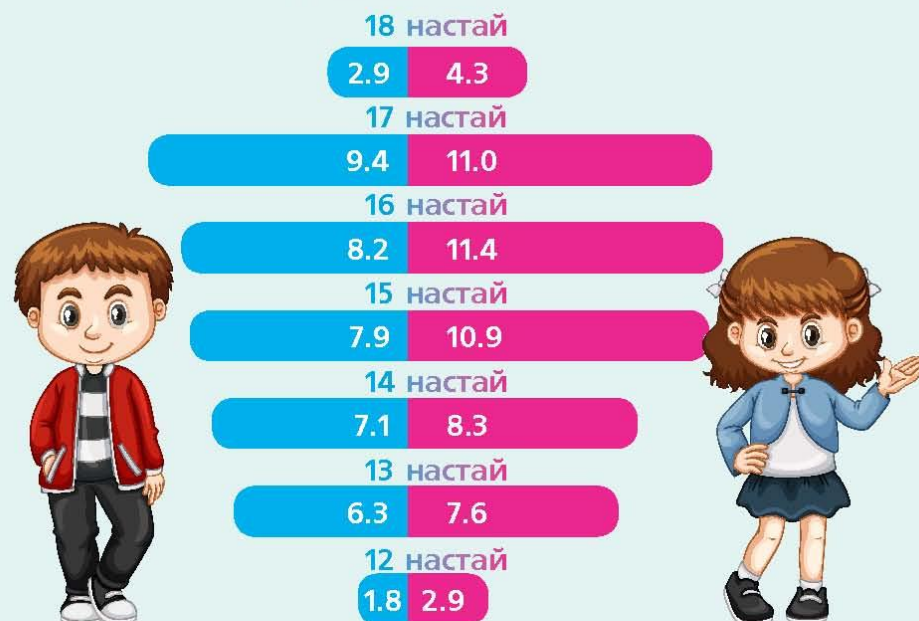 18 настай
2.9 4.3
17 настай
9.4 11.0
16 настай
8.2 11.4
15 настай
7.9 10.9
14 настай
7.1 8.3
13 настай
6.3 7.6
12 настай
1.8 2.9